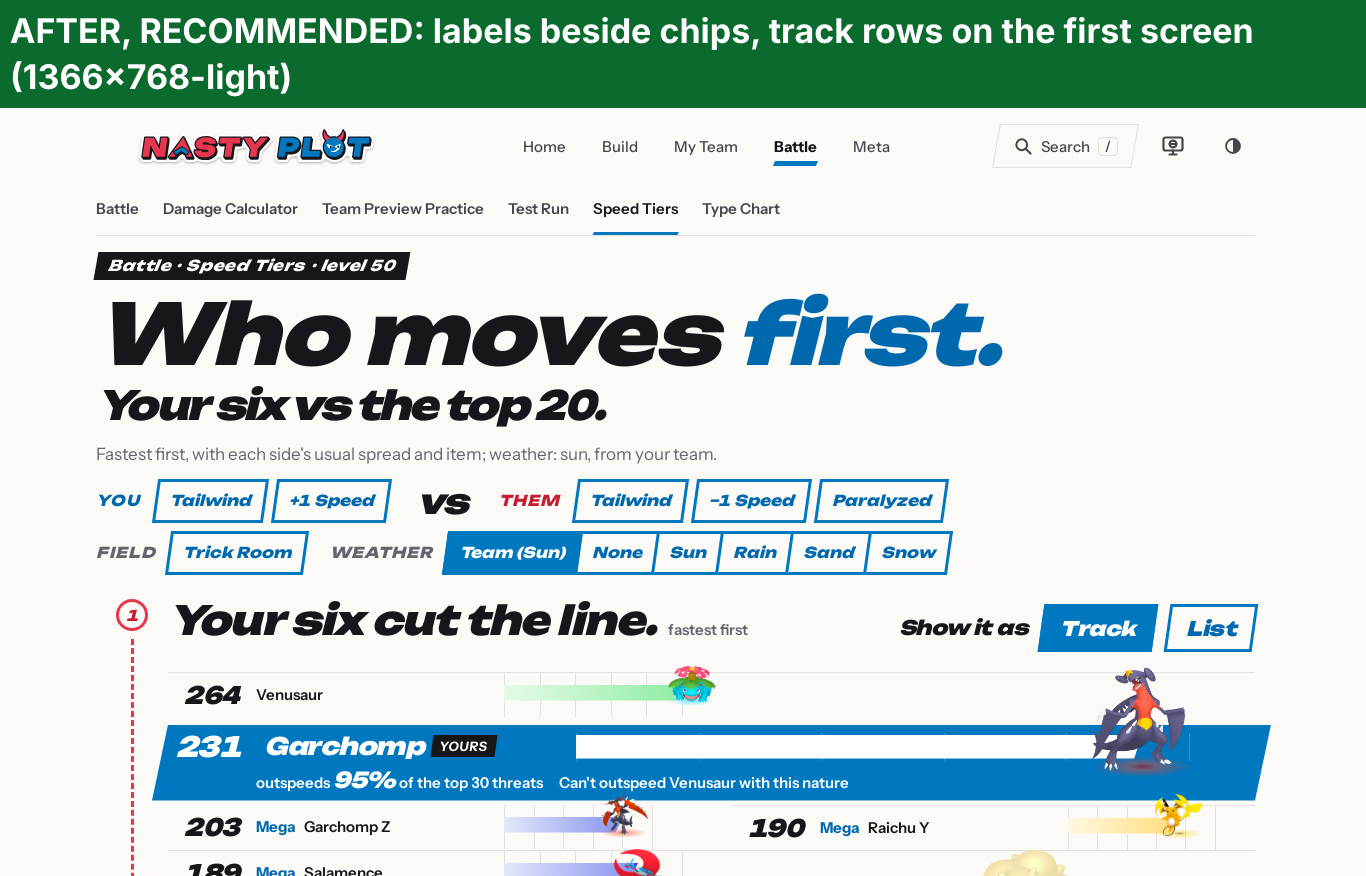 AFTER, RECOMMENDED: labels beside chips, track rows on the first screen
(1366×768-light)
NASTY PLOT
Home Build My Team Battle Meta Search /
Battle Damage Calculator Team Preview Practice Test Run Speed Tiers Type Chart
Battle · Speed Tiers · level 50
Who moves first.
Your six vs the top 20.
Fastest first, with each side's usual spread and item; weather: sun, from your team.
YOU Tailwind +1 Speed VS THEM Tailwind −1 Speed Paralyzed
FIELD Trick Room WEATHER Team (Sun) None Sun Rain Sand Snow
1 Your six cut the line. fastest first Show it as Track List
264 Venusaur
231 Garchomp YOURS
outspeeds 95% of the top 30 threats Can't outspeed Venusaur with this nature
203 Mega Garchomp Z 190 Mega Raichu Y
189 Mega Salamence